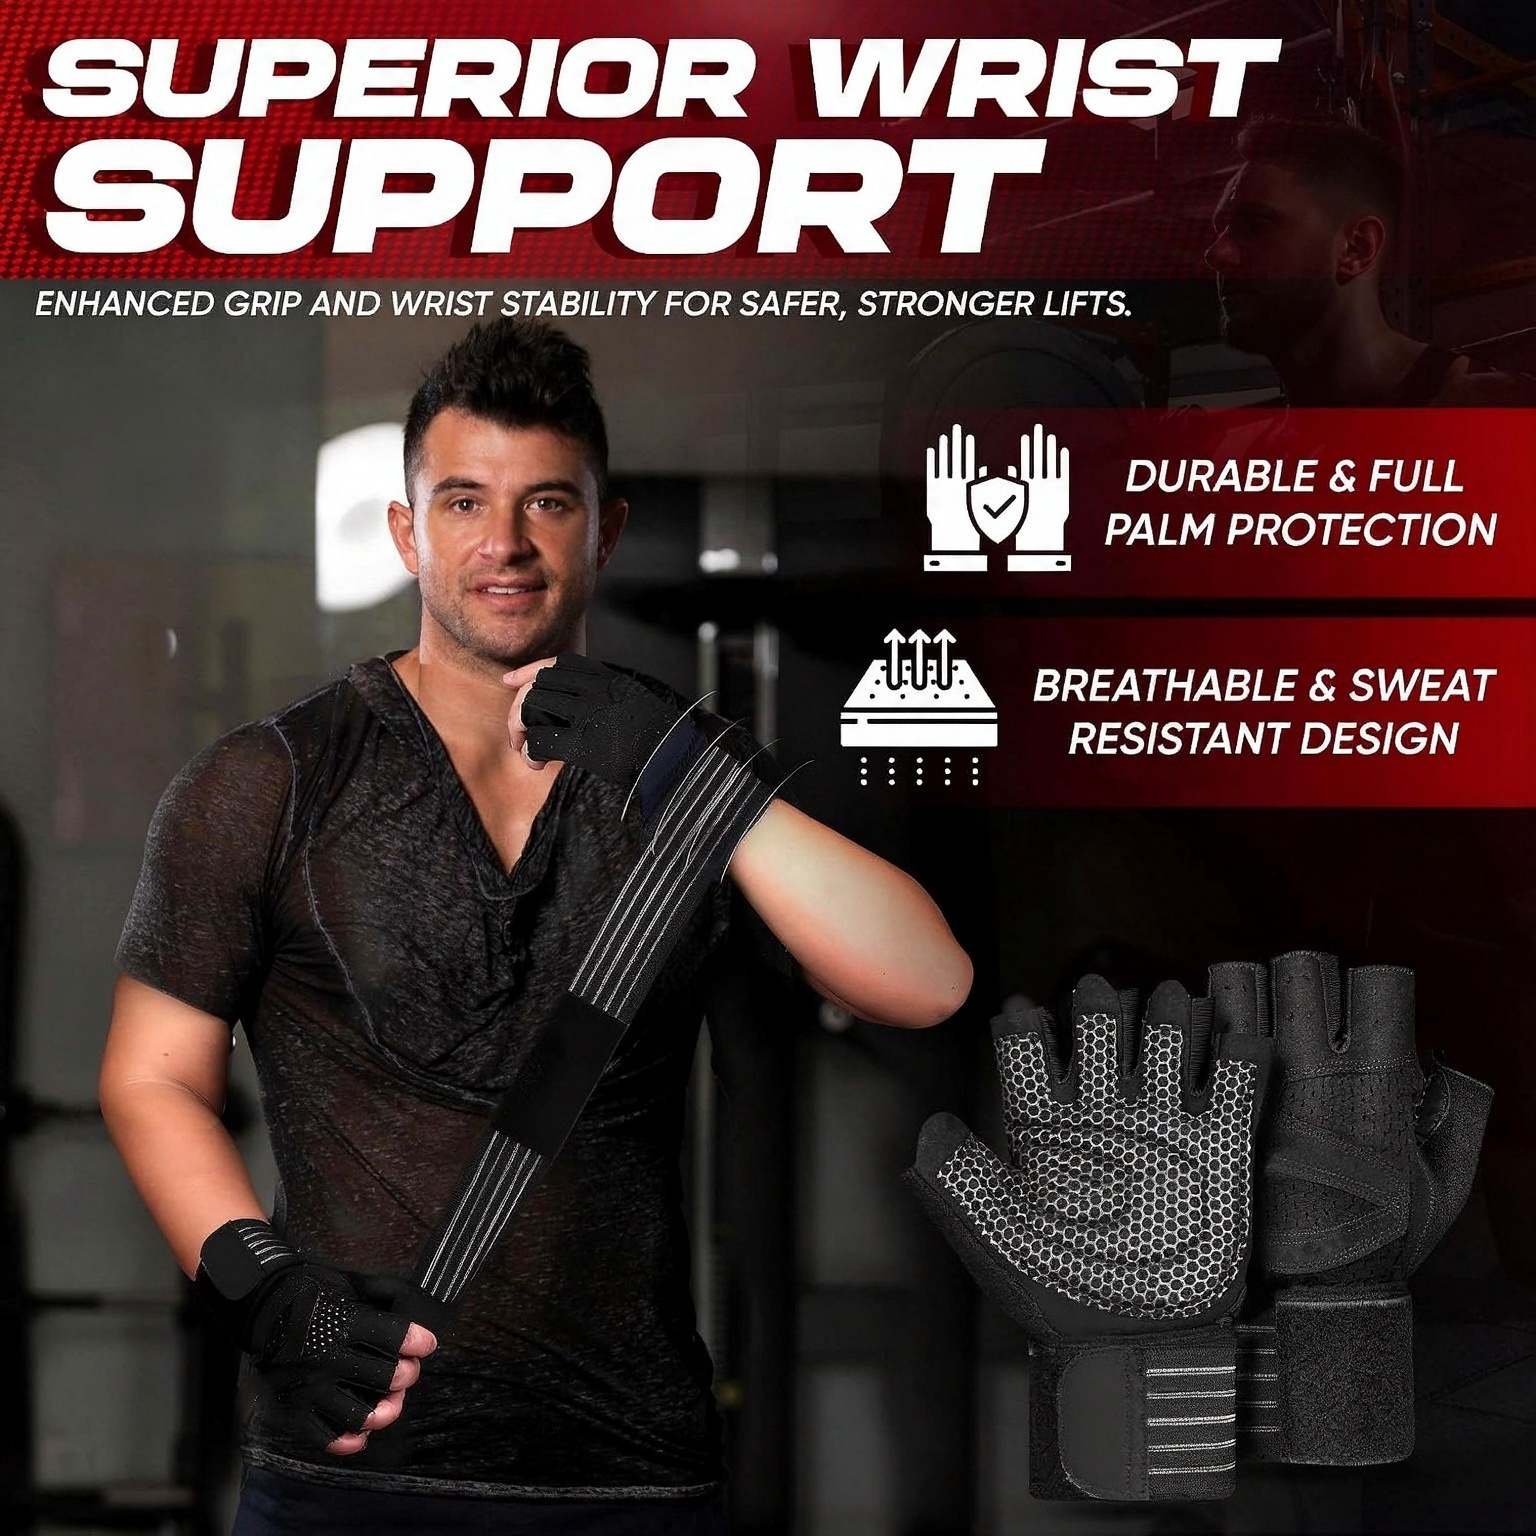 SUPERIOR WRIST
SUPPORT
ENHANCED GRIP AND WRIST STABILITY FOR SAFER, STRONGER LIFTS.
DURABLE & FULL
PALM PROTECTION
BREATHABLE & SWEAT
RESISTANT DESIGN